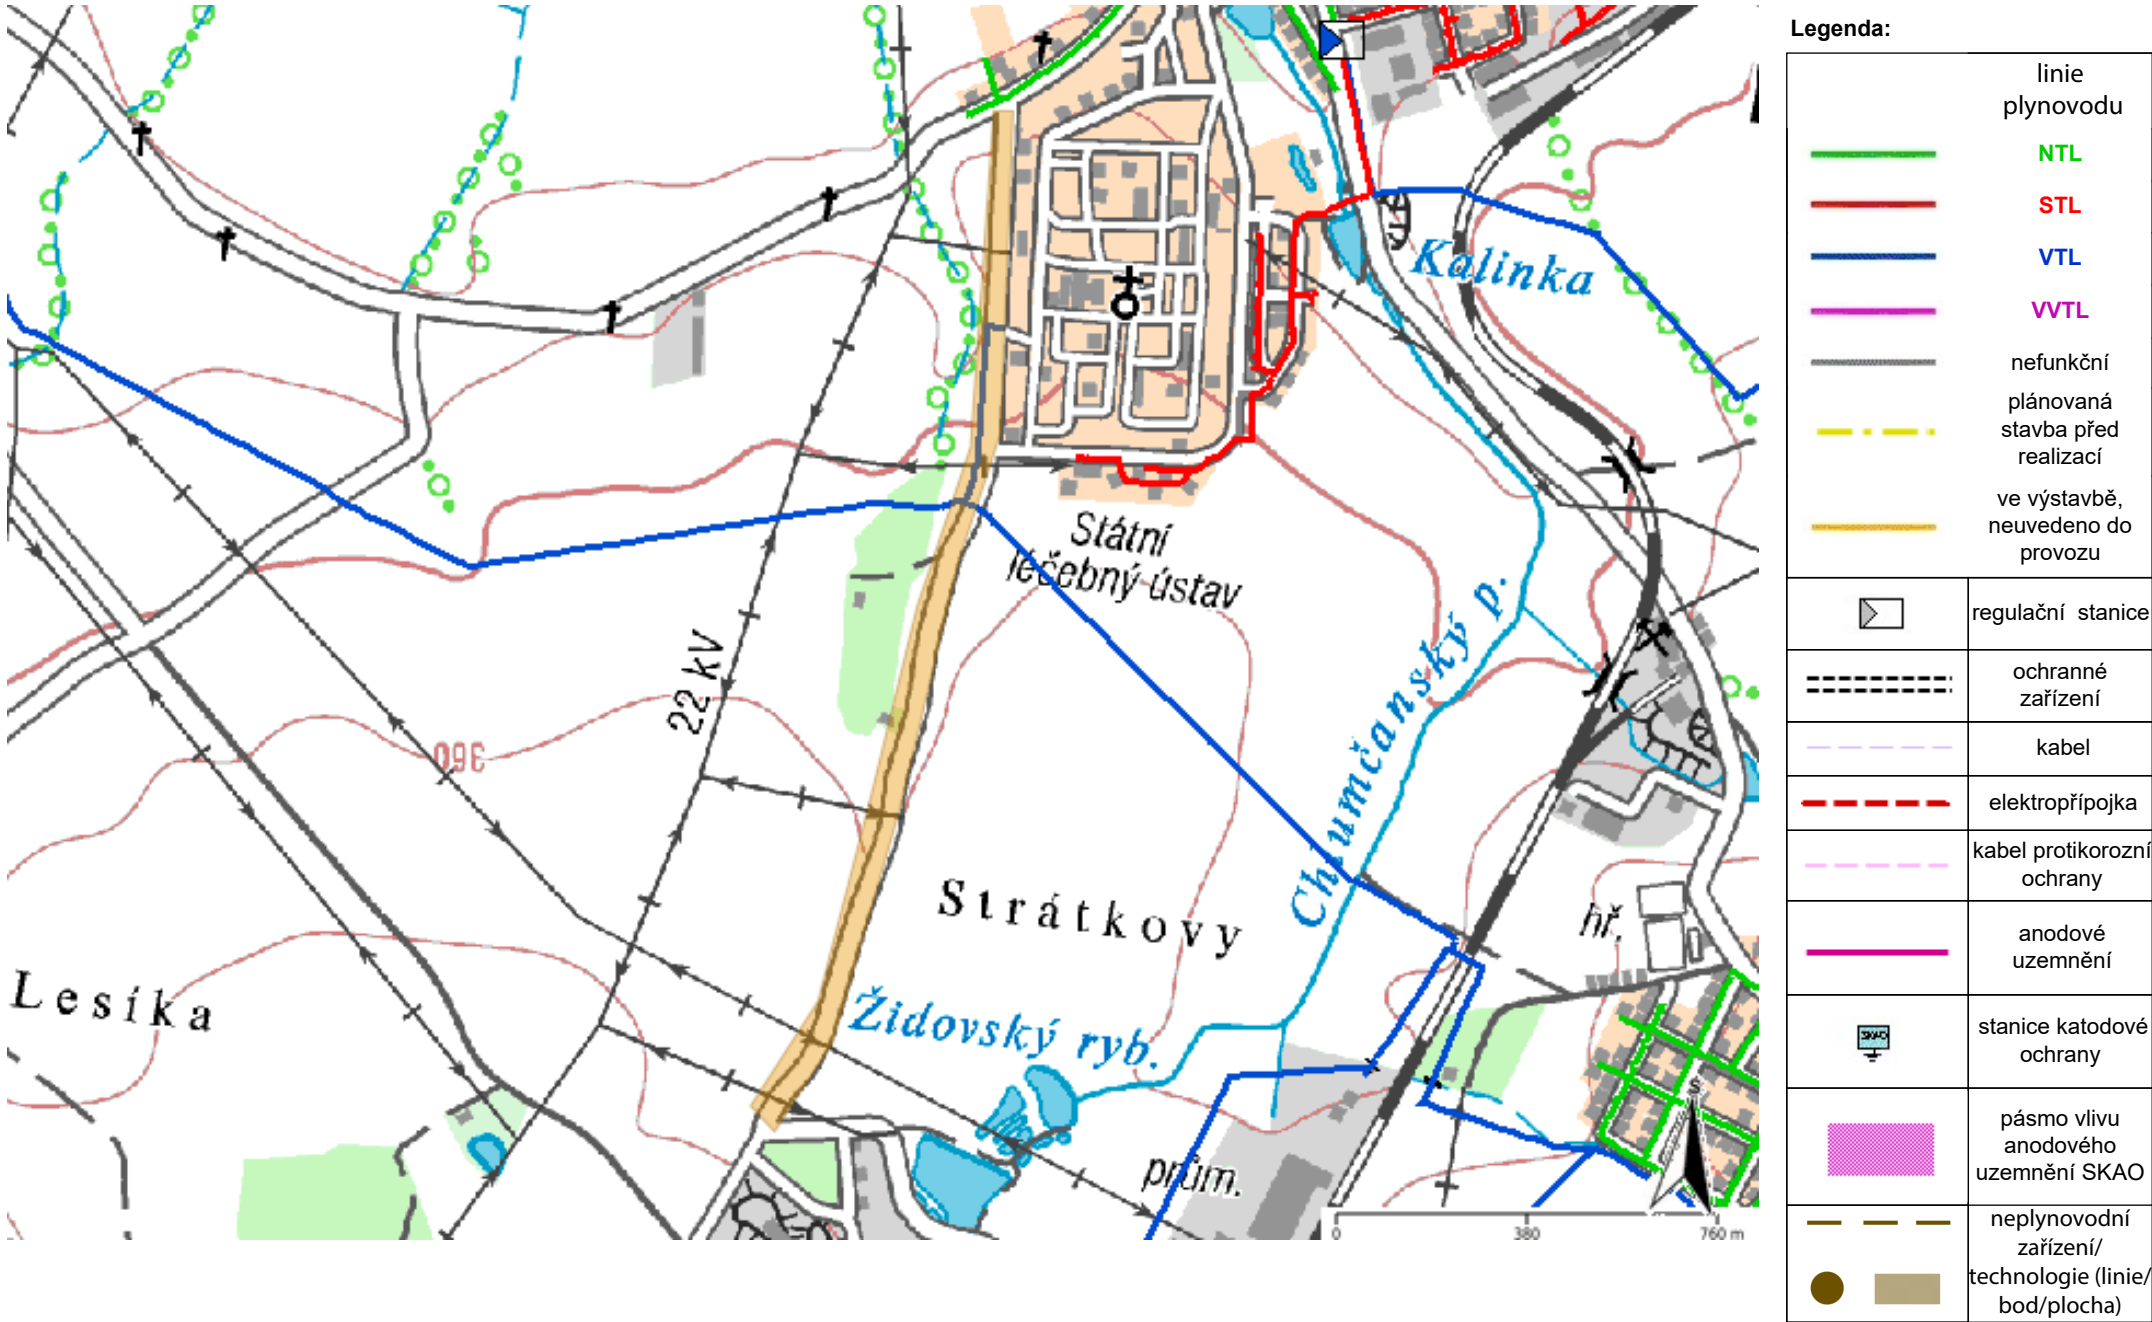 Kalinka
Státní
léčebný ústav
22 kV
360
Chlumčanský p.
Strátkovy
hř.
Lesíka
Židovský ryb.
prům.
S
0 380 760 m
Legenda:
linie
plynovodu
NTL
STL
VTL
VVTL
nefunkční
plánovaná
stavba před
realizací
ve výstavbě,
neuvedeno do
provozu
regulační stanice
ochranné
zařízení
kabel
elektropřípojka
kabel protikorozní
ochrany
anodové
uzemnění
SKAO
stanice katodové
ochrany
pásmo vlivu
anodového
uzemnění SKAO
neplynovodní
zařízení/
technologie (linie/
bod/plocha)